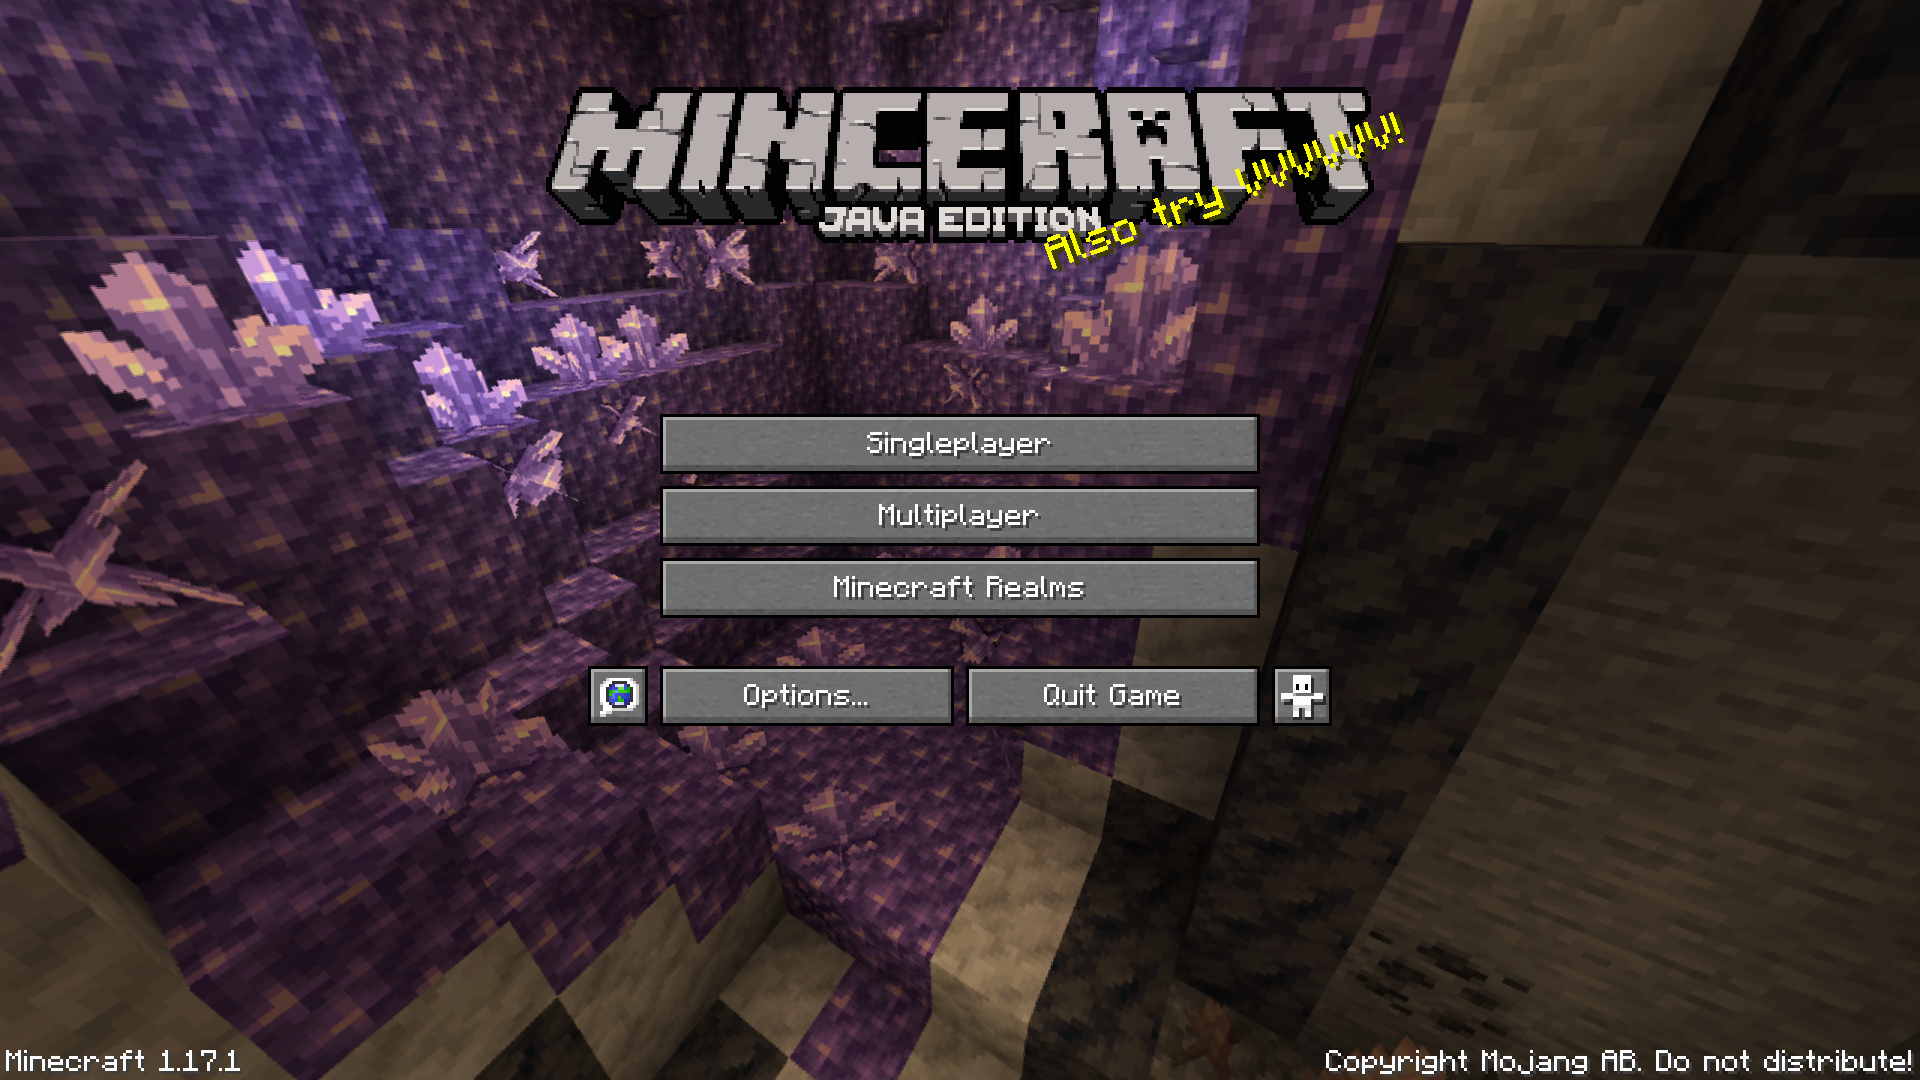 MINCERAFT
JAVA EDITION
Also try VVVVVV!
Singleplayer
Multiplayer
Minecraft Realms
Options...
Quit Game
Minecraft 1.17.1
Copyright Mojang AB. Do not distribute!